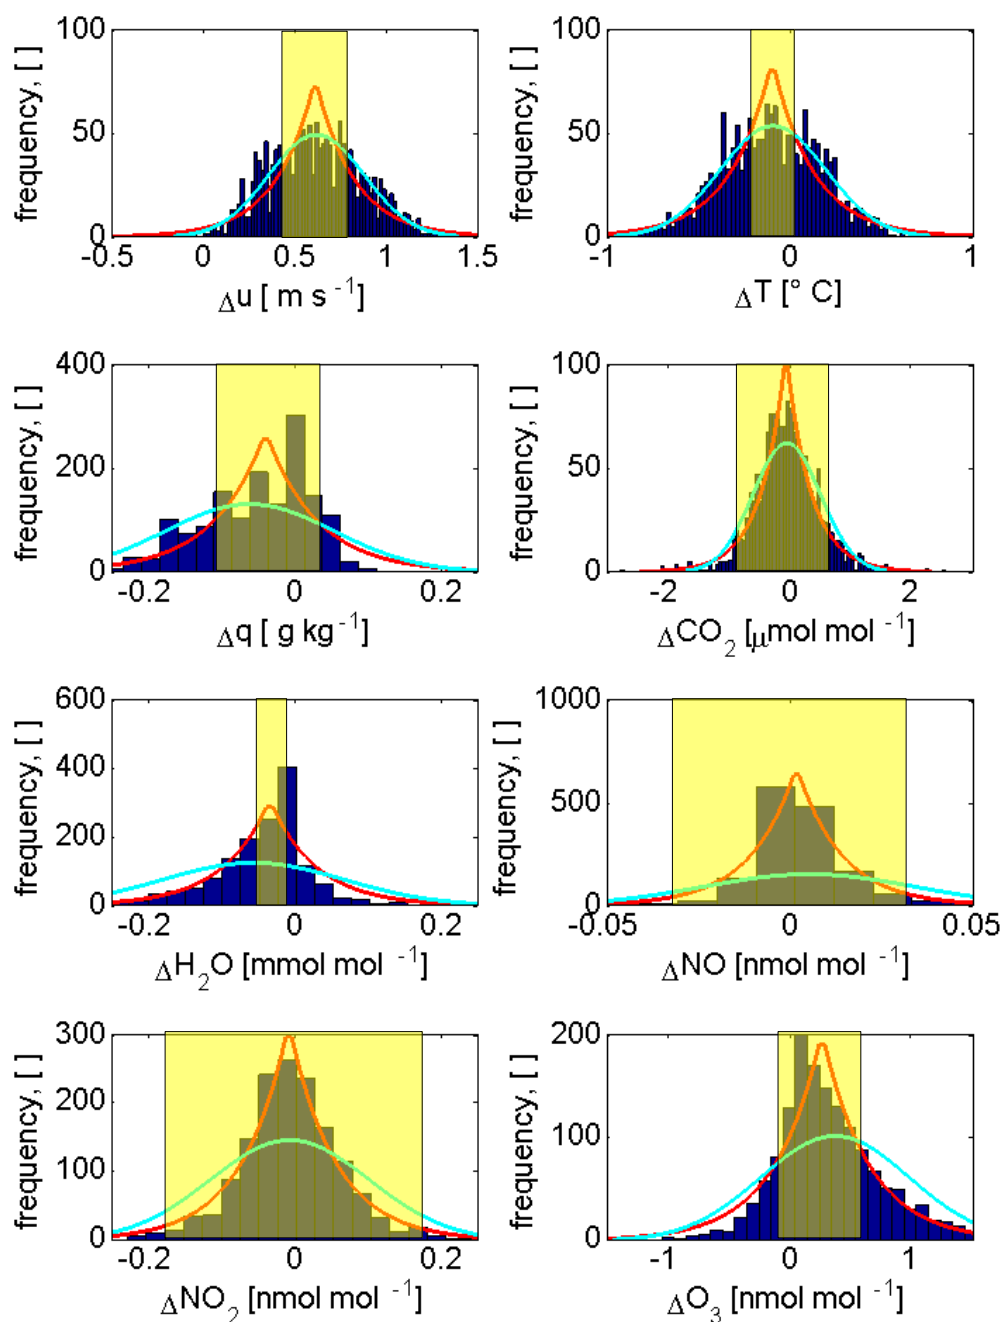 100 100
frequency, [ ] 50 frequency, [ ] 50
0 0
-0.5 0 0.5 1 1.5 -1 0 1
Δu [ m s -1] ΔT [° C]
400 100
frequency, [ ] 200 frequency, [ ] 50
0 0
-0.2 0 0.2 -2 0 2
Δq [ g kg-1] ΔCO2 [μmol mol -1]
600 1000
400
frequency, [ ] 200 frequency, [ ] 500
0 0
-0.2 0 0.2 -0.05 0 0.05
ΔH2O [mmol mol -1] ΔNO [nmol mol -1]
300 200
200
frequency, [ ] 100 frequency, [ ] 100
0 0
-0.2 0 0.2 -1 0 1
ΔNO2 [nmol mol -1] ΔO3 [nmol mol -1]